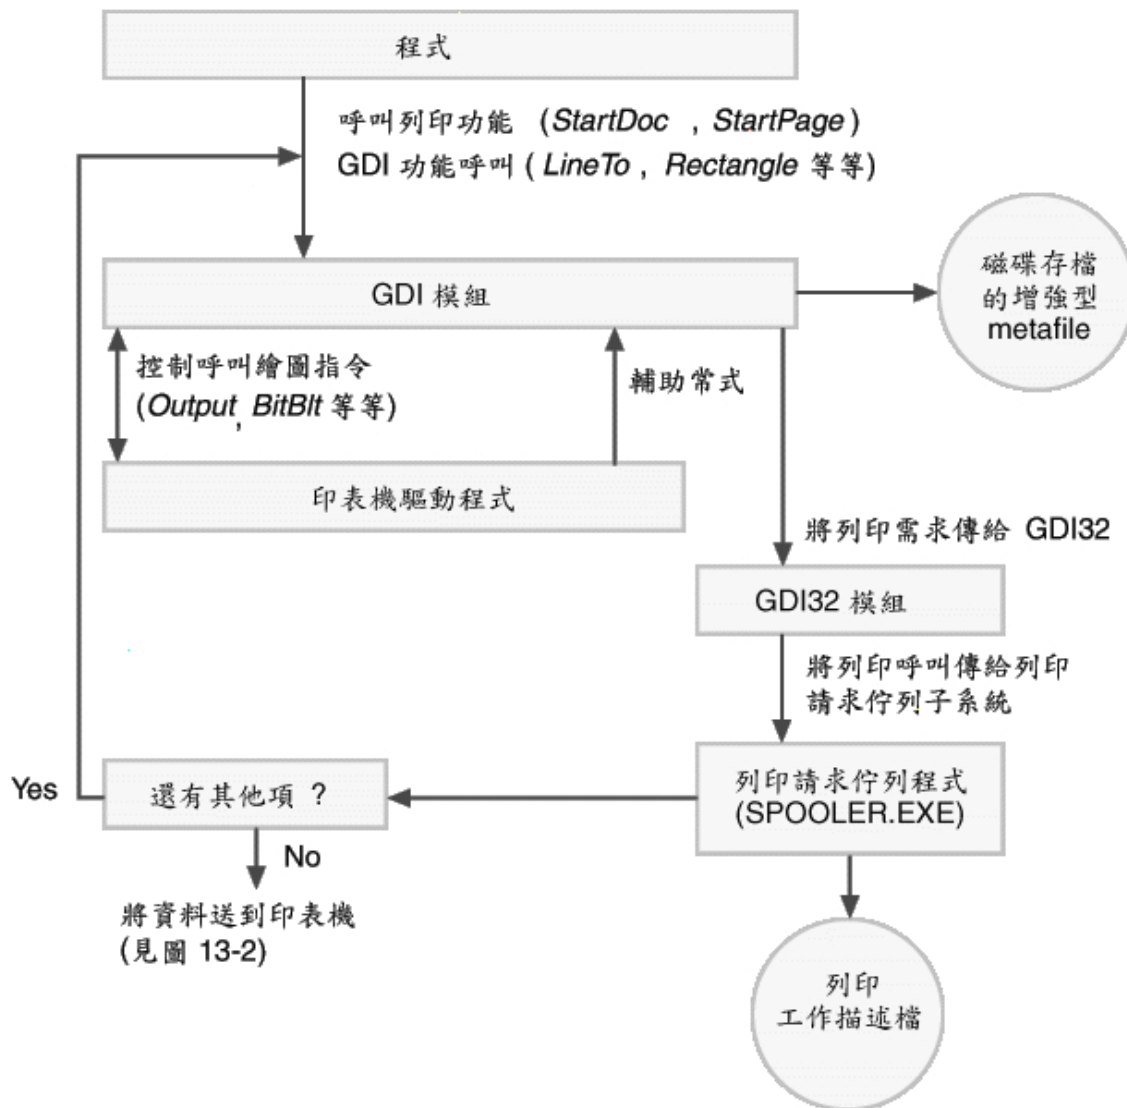 程式
呼叫列印功能 (StartDoc , StartPage)
GDI 功能呼叫 ( LineTo , Rectangle 等等)
GDI 模組
磁碟存檔
的增強型
metafile
控制呼叫繪圖指令
(Output, BitBlt 等等)
輔助常式
印表機驅動程式
將列印需求傳給 GDI32
GDI32 模組
將列印呼叫傳給列印
請求佇列子系統
Yes
還有其他項 ?
列印請求佇列程式
(SPOOLER.EXE)
No
將資料送到印表機
(見圖 13-2)
列印
工作描述檔